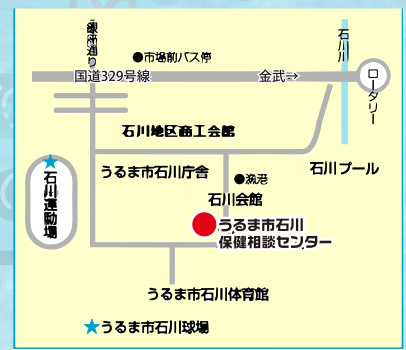 銀座通り
●市場前バス停
石川川
国道329号線
金武→
ロータリー
石川地区商工会館
うるま市石川庁舎
石川プール
●漁港
石川会館
★
石川運動場
うるま市石川
保健相談センター
うるま市石川体育館
★うるま市石川球場